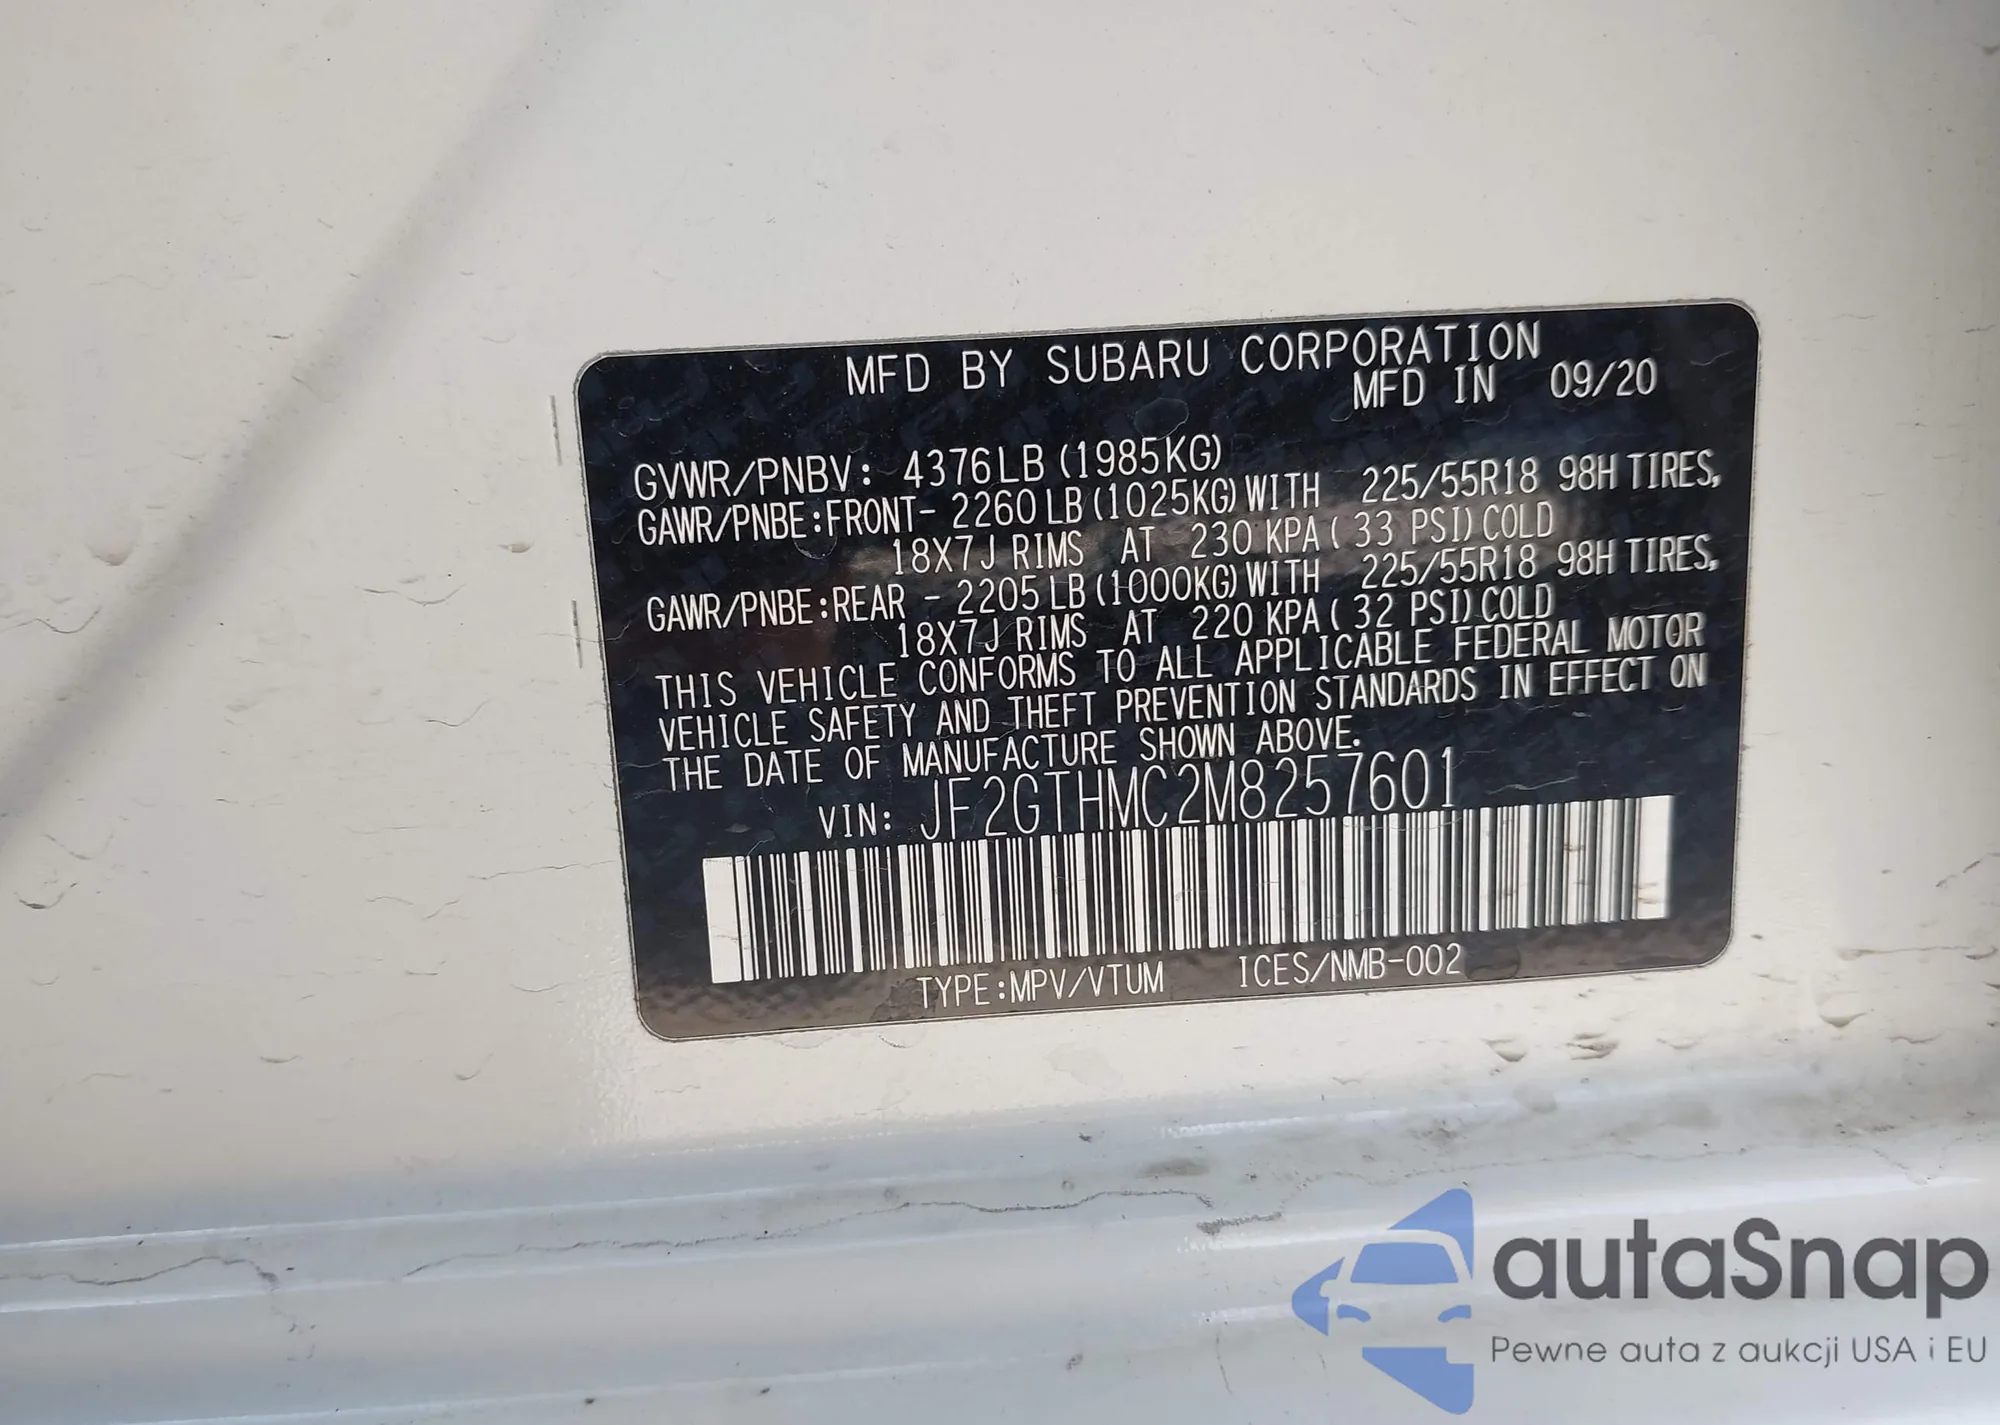 MFD BY SUBARU CORPORATION
MFD IN 09/20
GVWR/PNBV: 4376LB (1985KG)
GAWR/PNBE:FRONT- 2260LB (1025KG) WITH 225/55R18 98H TIRES,
18X7J RIMS AT 230 KPA( 33 PSI) COLD
GAWR/PNBE:REAR - 2205LB (1000KG) WITH 225/55R18 98H TIRES,
18X7J RIMS AT 220 KPA( 32 PSI) COLD
THIS VEHICLE CONFORMS TO ALL APPLICABLE FEDERAL MOTOR
VEHICLE SAFETY AND THEFT PREVENTION STANDARDS IN EFFECT ON
THE DATE OF MANUFACTURE SHOWN ABOVE.
VIN: JF2GTHMC2M8257601
TYPE:MPV/VTUM ICES/NMB-002
autaSnap
Pewne auta z aukcji USA i EU